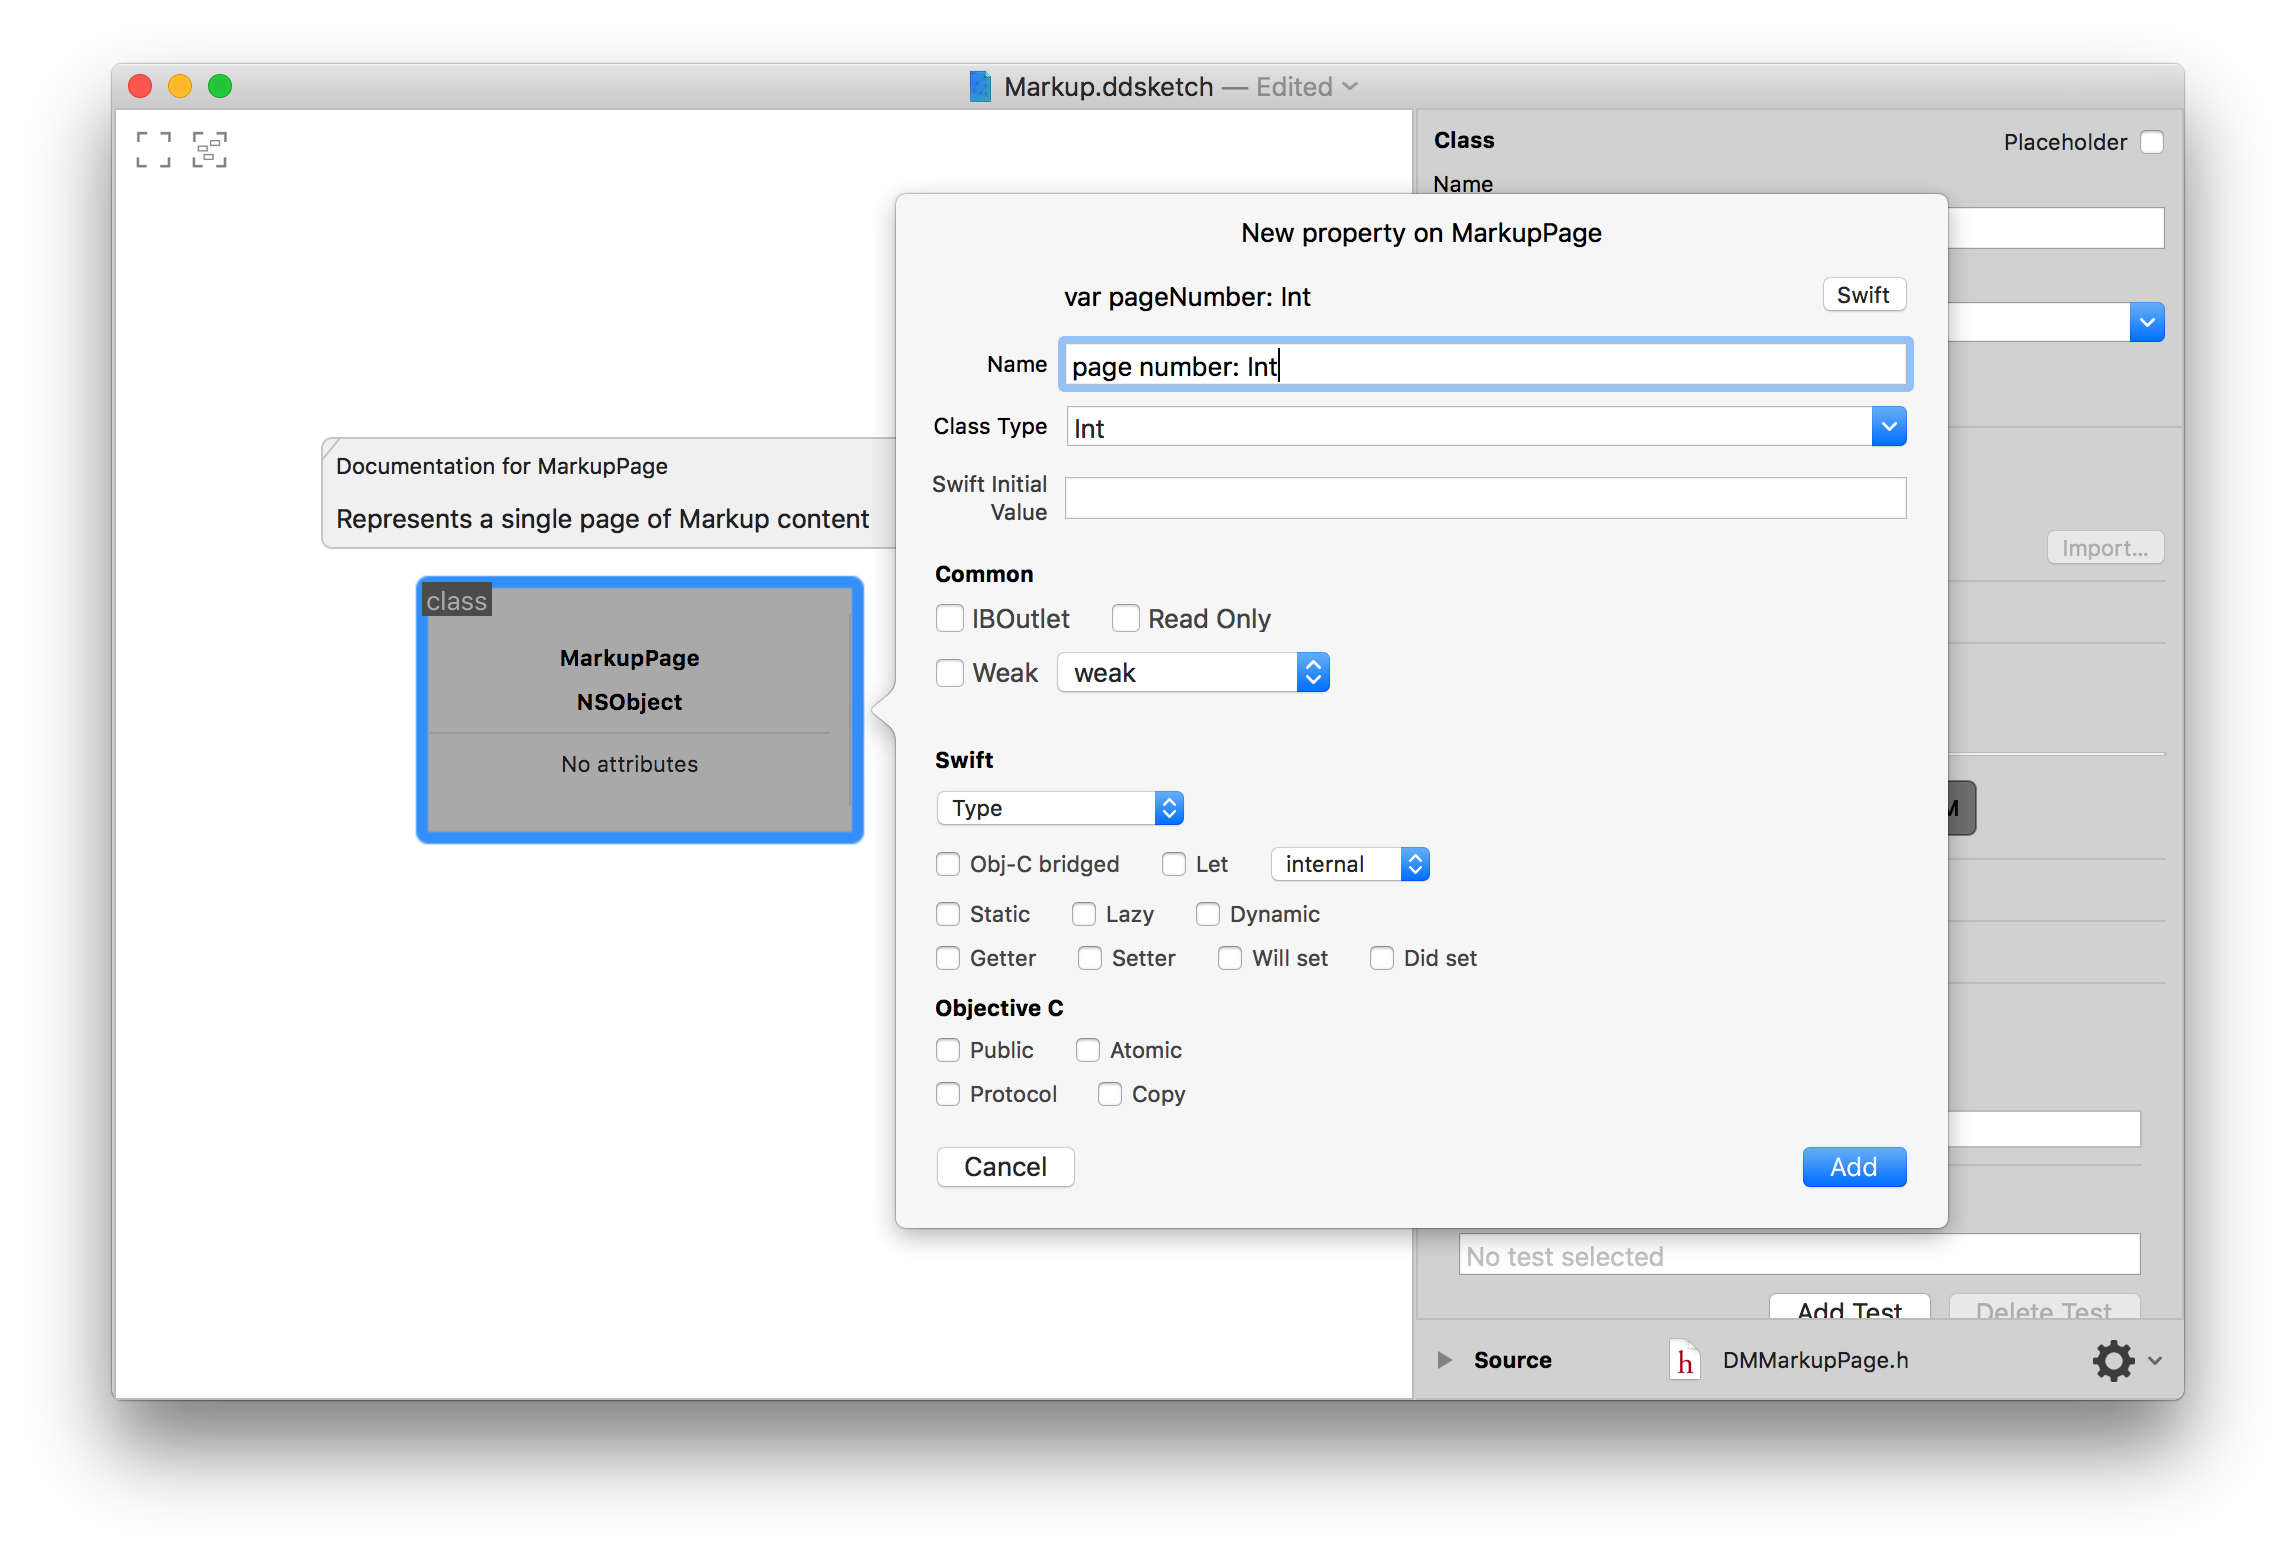 Markup.ddsketch — Edited
Class
Placeholder
Name
New property on MarkupPage
var pageNumber: Int
Swift
Name
page number: Int
Class Type
Int
Swift Initial
Value
Documentation for MarkupPage
Represents a single page of Markup content
Import...
class
MarkupPage
NSObject
No attributes
Common
IBOutlet
Read Only
Weak
weak
Swift
Type
Obj-C bridged
Let
internal
Static
Lazy
Dynamic
Getter
Setter
Will set
Did set
Objective C
Public
Atomic
Protocol
Copy
Cancel
Add
No test selected
Add Test
Delete Test
Source
h
DMMarkupPage.h